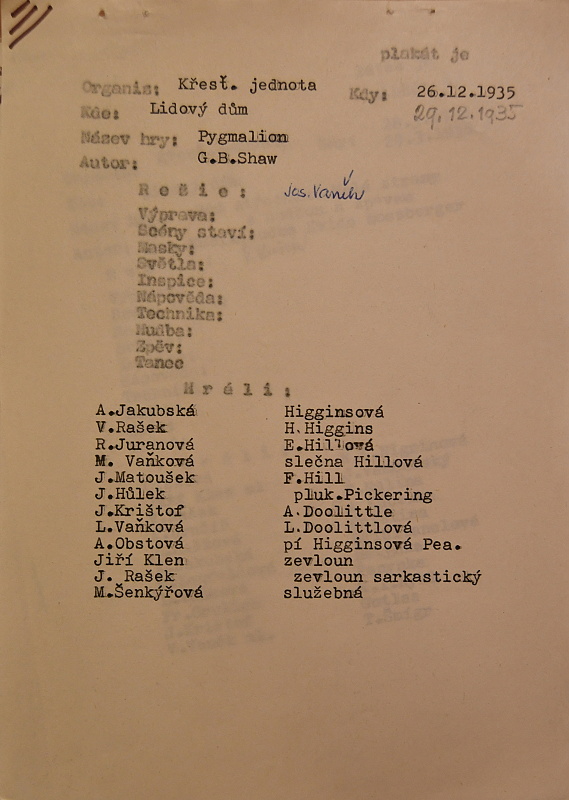 plakát je
Organis: Křesť. jednota Kdy: 26.12.1935
Kde: Lidový dům 29.12.1935
Název hry: Pygmalion
Autor: G.B.Shaw
Režie: Jos. Vaněk
Výprava:
Scény staví:
Masky:
Světla:
Inspice:
Nápověda:
Technika:
Hudba:
Zpěv:
Tanec
Hráli:
A.Jakubská Higginsová
V.Rašek H.Higgins
R.Juranová E.Hillová
M. Vaňková slečna Hillová
J.Matoušek F.Hill
J.Hůlek pluk.Pickering
J.Krištof A.Doolittle
L.Vaňková L.Doolittlová
A.Obstová pí Higginsová Pea.
Jiří Klen zevloun
J. Rašek zevloun sarkastický
M.Šenkýřová služebná